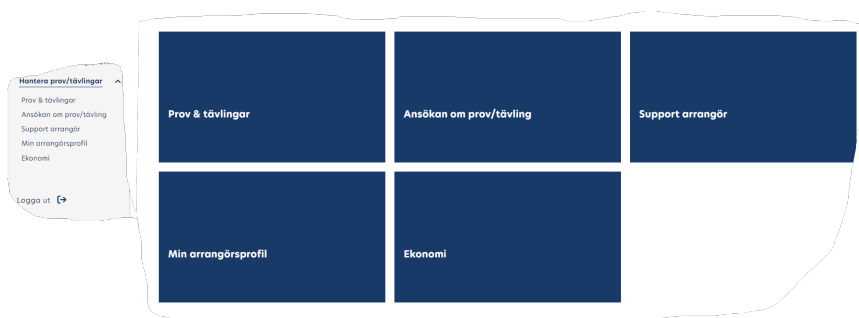 Hantera prov/tävlingar
Prov & tävlingar
Ansökan om prov/tävling
Support arrangör
Min arrangörsprofil
Ekonomi
Logga ut
Prov & tävlingar
Ansökan om prov/tävling
Support arrangör
Min arrangörsprofil
Ekonomi